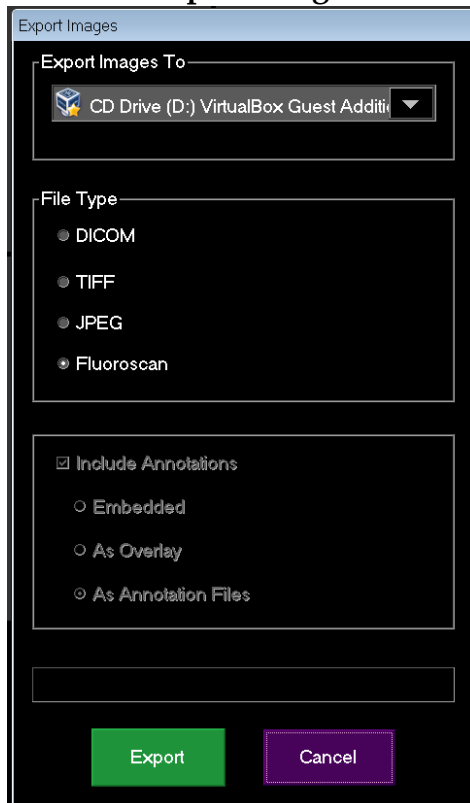 Export Images
Export Images To
CD Drive (D:) VirtualBox Guest Additi
File Type
DICOM
TIFF
JPEG
Fluoroscan
Include Annotations
Embedded
As Overlay
As Annotation Files
Export
Cancel